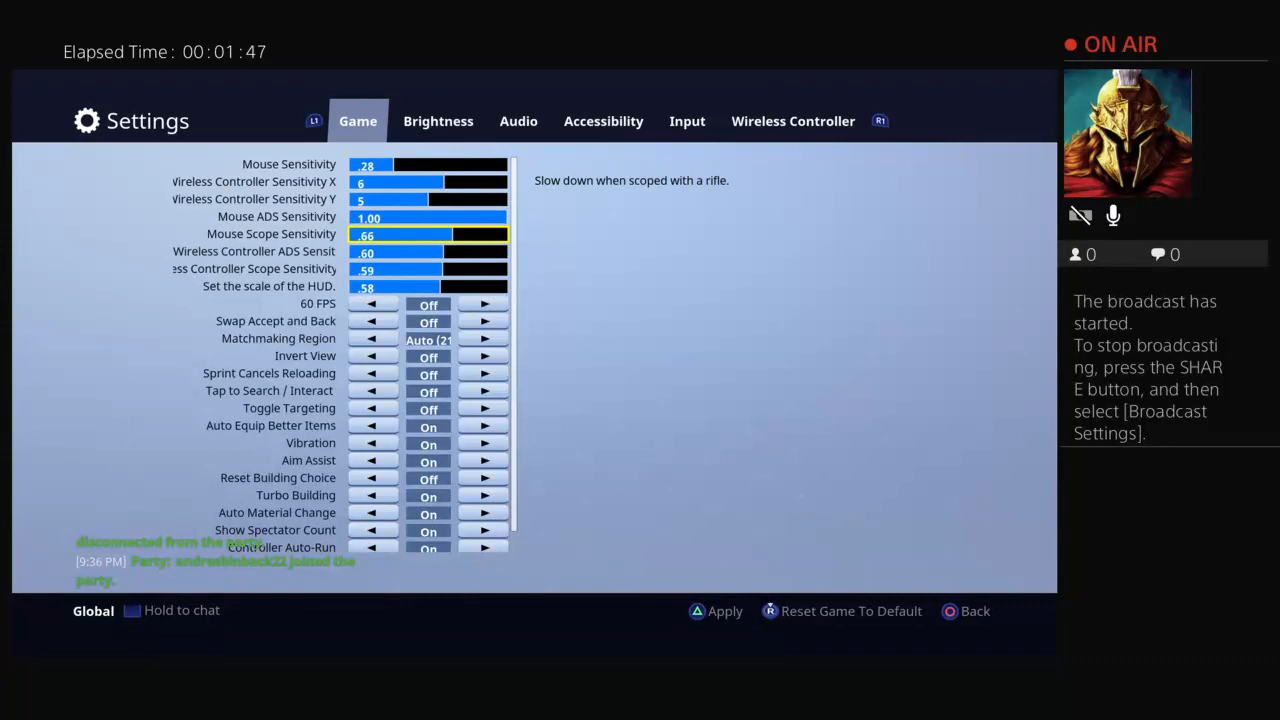 Elapsed Time: 00:01:47
ON AIR
Settings
L1
Game
Brightness
Audio
Accessibility
Input
Wireless Controller
R1
Mouse Sensitivity .28
Wireless Controller Sensitivity X 6
Wireless Controller Sensitivity Y 5
Mouse ADS Sensitivity 1.00
Mouse Scope Sensitivity .66
Wireless Controller ADS Sensit .60
ess Controller Scope Sensitivity .59
Set the scale of the HUD. .58
60 FPS Off
Swap Accept and Back Off
Matchmaking Region Auto (21
Invert View Off
Sprint Cancels Reloading Off
Tap to Search / Interact Off
Toggle Targeting Off
Auto Equip Better Items On
Vibration On
Aim Assist On
Reset Building Choice Off
Turbo Building On
Auto Material Change On
Show Spectator Count On
Controller Auto-Run On
Slow down when scoped with a rifle.
disconnected from the party.
[9:36 PM] Party: andreshinback22 joined the
party.
Global Hold to chat
Apply
R Reset Game To Default
Back
0 0
The broadcast has
started.
To stop broadcasti
ng, press the SHAR
E button, and then
select [Broadcast
Settings].